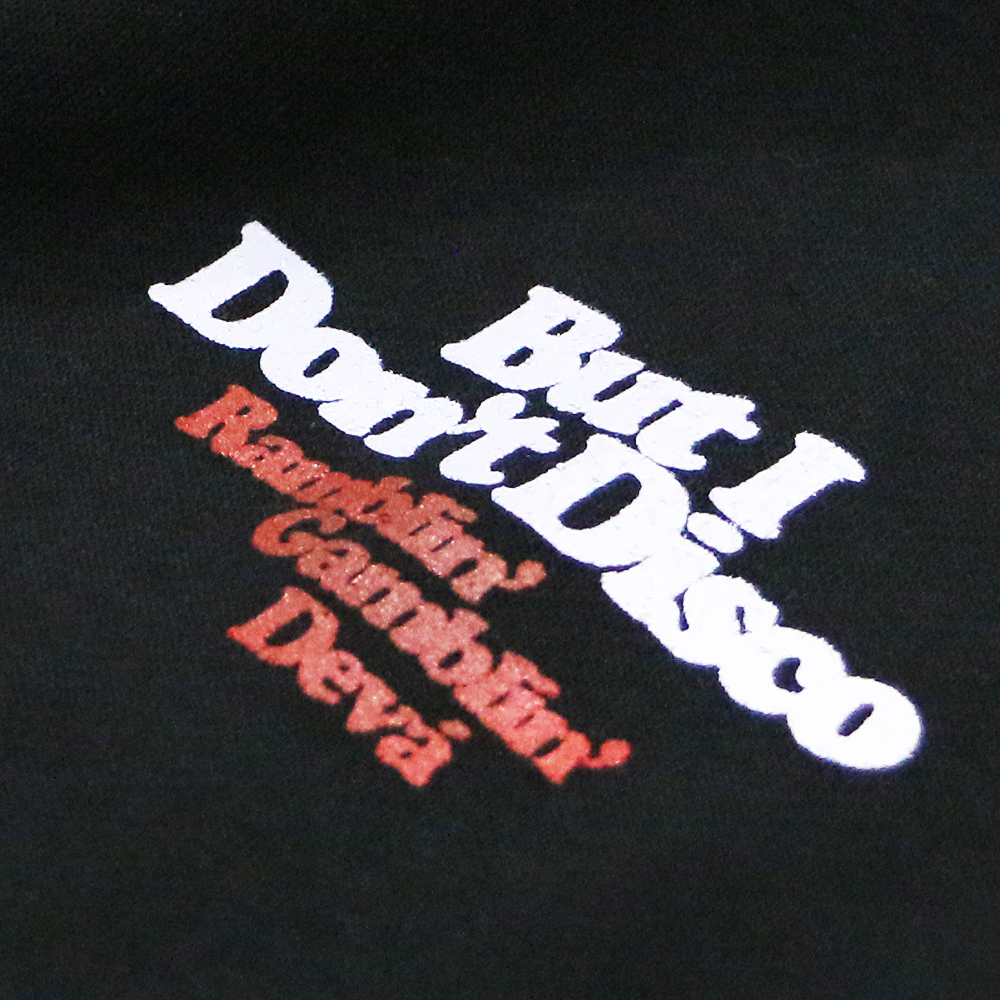 But I
Don't Disco
Ramblin'
Gamblin'
Deva